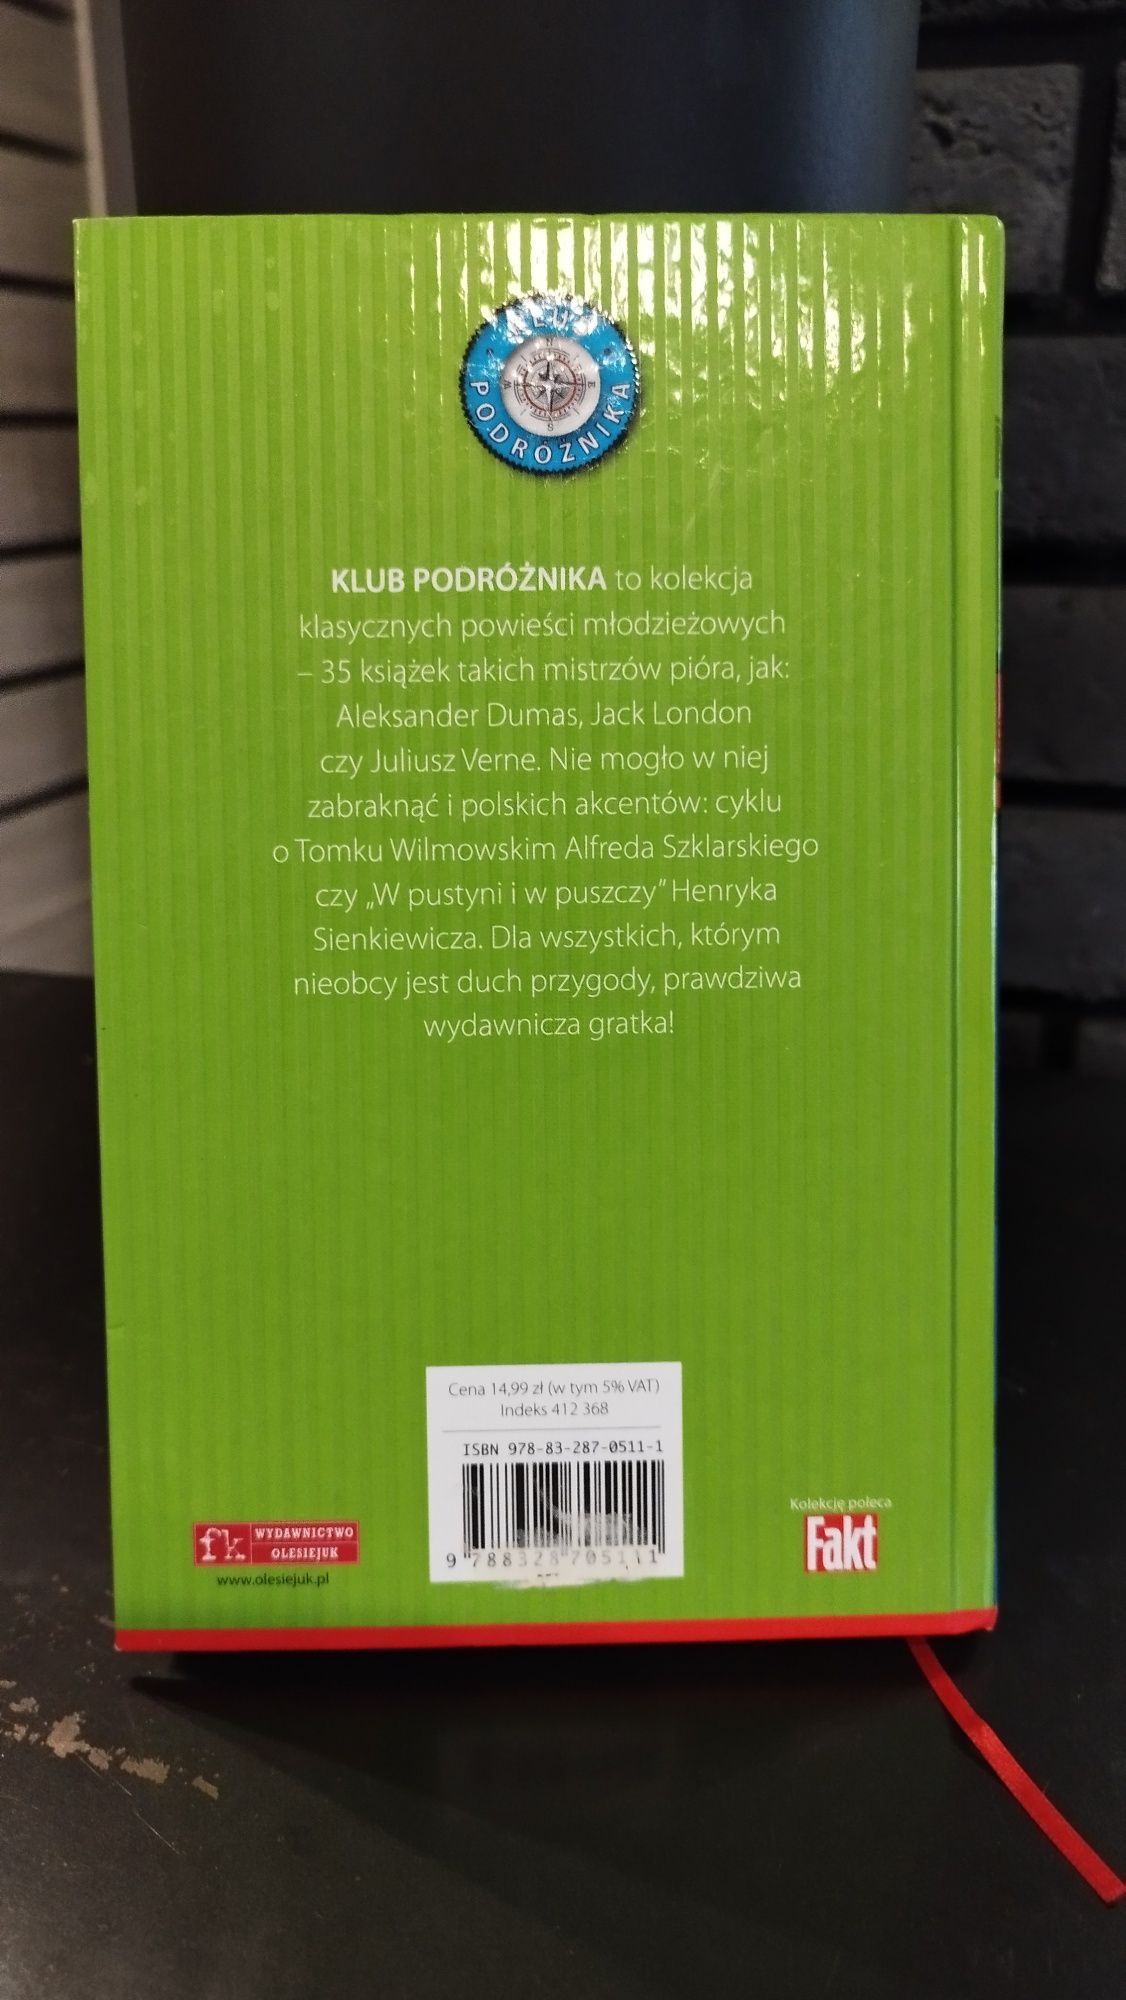 KLUB PODRÓŻNIKA
N
W
E
S
KLUB PODRÓŻNIKA to kolekcja
klasycznych powieści młodzieżowych
– 35 książek takich mistrzów pióra, jak:
Aleksander Dumas, Jack London
czy Juliusz Verne. Nie mogło w niej
zabraknąć i polskich akcentów: cyklu
o Tomku Wilmowskim Alfreda Szklarskiego
czy „W pustyni i w puszczy” Henryka
Sienkiewicza. Dla wszystkich, którym
nieobcy jest duch przygody, prawdziwa
wydawnicza gratka!
Cena 14,99 zł (w tym 5% VAT)
Indeks 412 368
ISBN 978-83-287-0511-1
9 788328 705111
fk WYDAWNICTWO
OLESIEJUK
www.olesiejuk.pl
Kolekcję poleca
Fakt